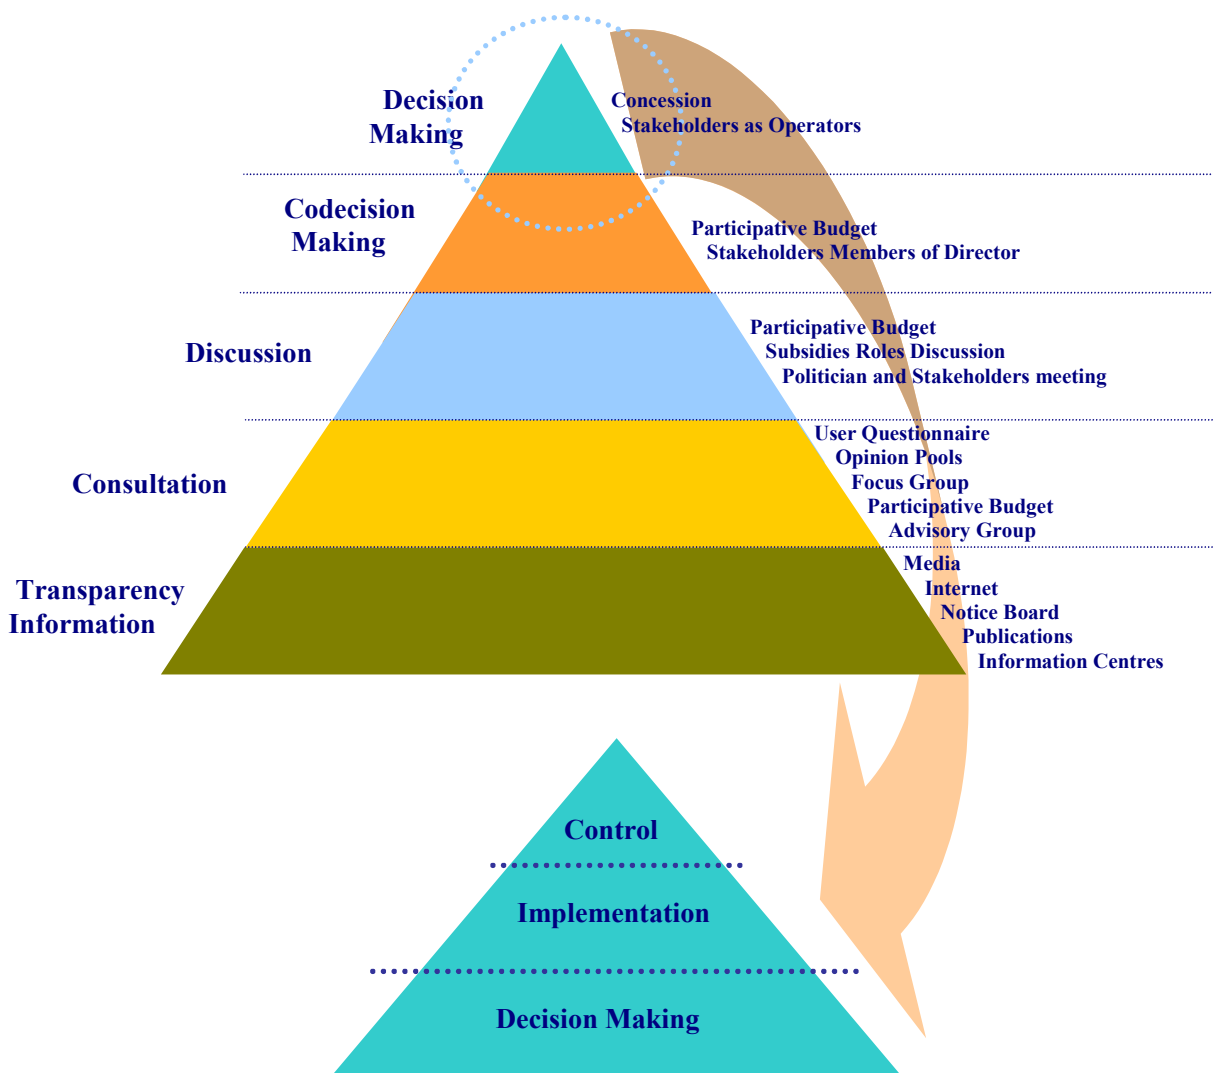 Decision
Making
Concession
Stakeholders as Operators
Codecision
Making
Participative Budget
Stakeholders Members of Director
Discussion
Participative Budget
Subsidies Roles Discussion
Politician and Stakeholders meeting
Consultation
User Questionnaire
Opinion Pools
Focus Group
Participative Budget
Advisory Group
Transparency
Information
Media
Internet
Notice Board
Publications
Information Centres
Control
Implementation
Decision Making